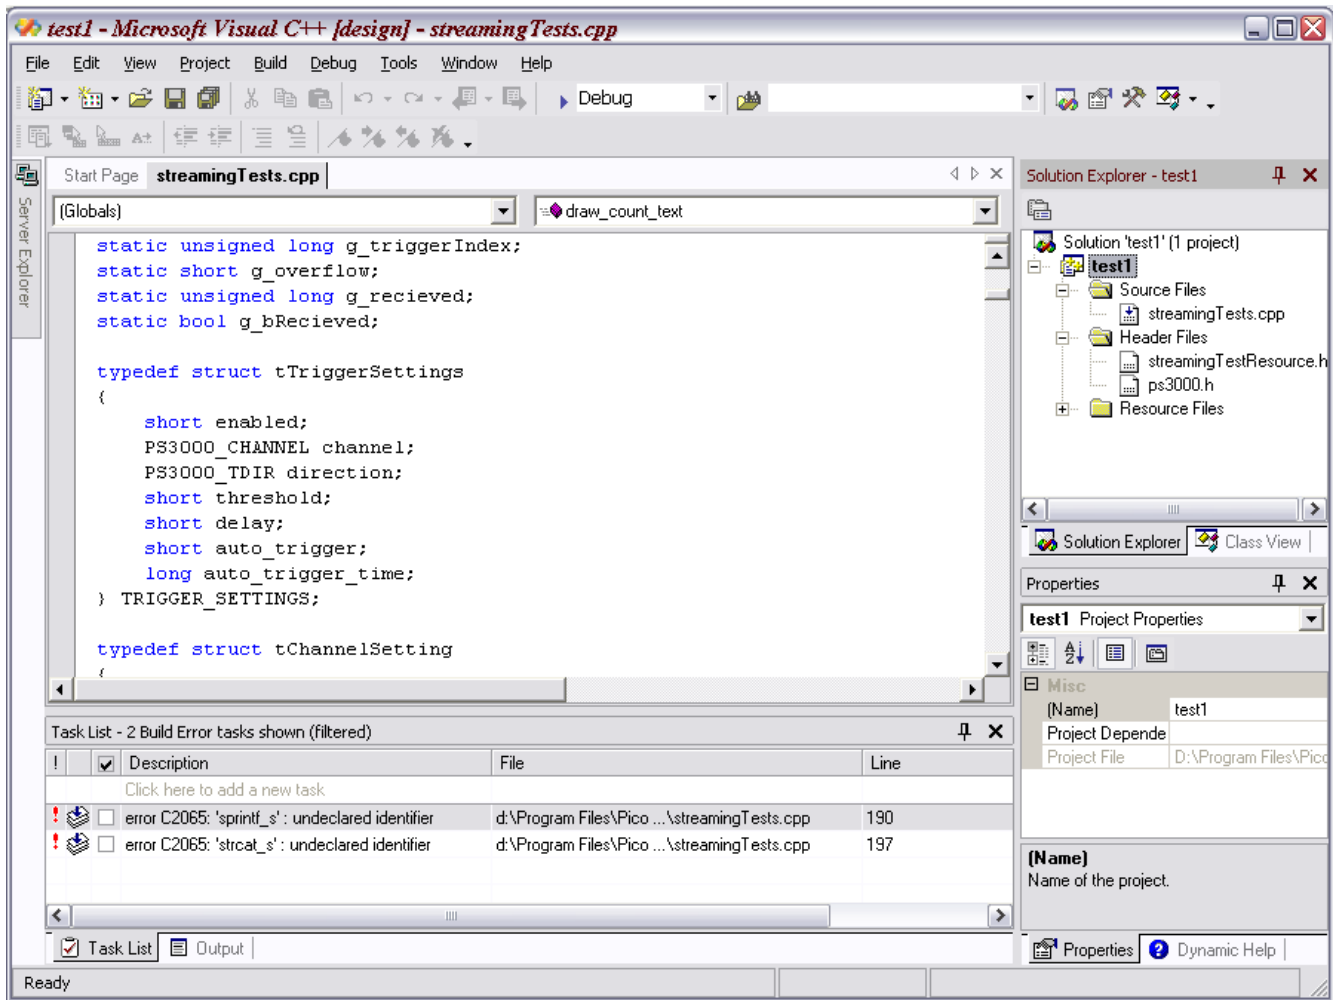 test1 - Microsoft Visual C++ [design] - streamingTests.cpp
File Edit View Project Build Debug Tools Window Help
Debug
Server Explorer
Start Page streamingTests.cpp
(Globals) draw_count_text
static unsigned long g_triggerIndex;
static short g_overflow;
static unsigned long g_recieved;
static bool g_bRecieved;
typedef struct tTriggerSettings
{
short enabled;
PS3000_CHANNEL channel;
PS3000_TDIR direction;
short threshold;
short delay;
short auto_trigger;
long auto_trigger_time;
} TRIGGER_SETTINGS;
typedef struct tChannelSetting
{
Solution Explorer - test1
Solution 'test1' (1 project)
test1
Source Files
streamingTests.cpp
Header Files
streamingTestResource.h
ps3000.h
Resource Files
Solution Explorer Class View
Properties
test1 Project Properties
Misc
(Name) test1
Project Depende
Project File D:\Program Files\Pico
(Name)
Name of the project.
Properties Dynamic Help
Task List - 2 Build Error tasks shown (filtered)
! Description File Line
Click here to add a new task
! error C2065: 'sprintf_s' : undeclared identifier d:\Program Files\Pico ...\streamingTests.cpp 190
! error C2065: 'strcat_s' : undeclared identifier d:\Program Files\Pico ...\streamingTests.cpp 197
Task List Output
Ready